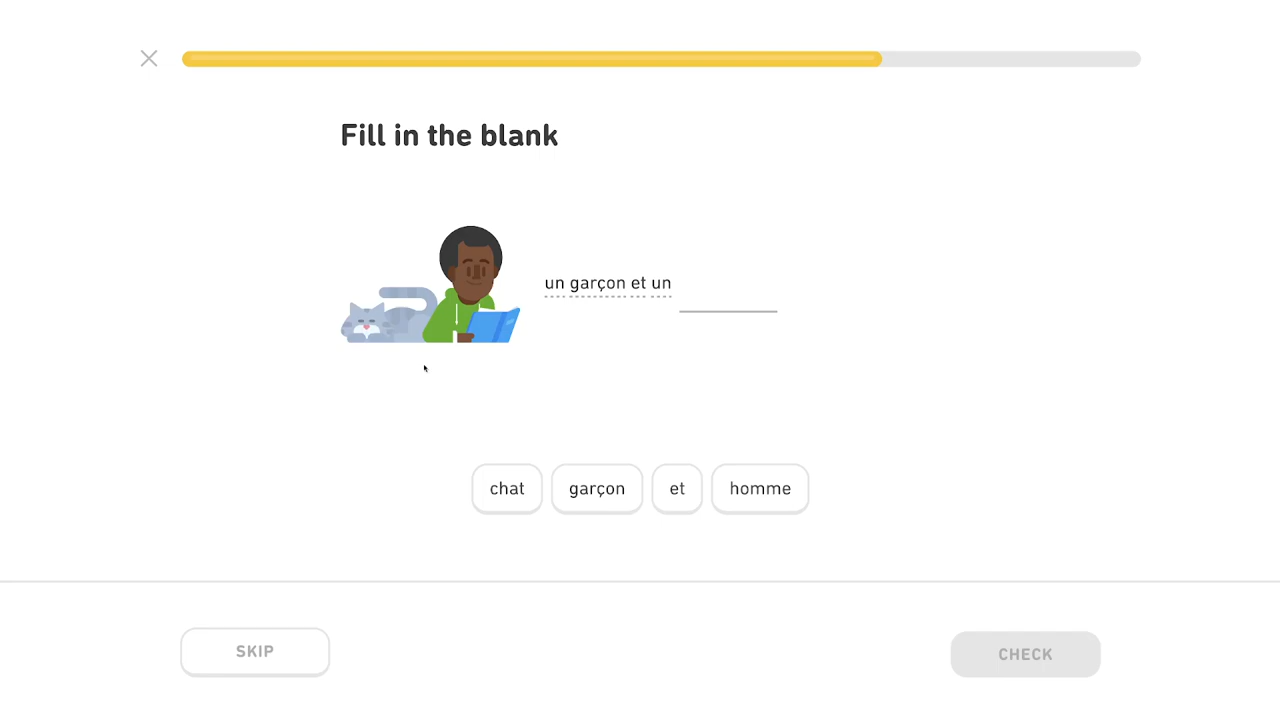 Fill in the blank
un garçon et un
chat garçon et homme
SKIP CHECK